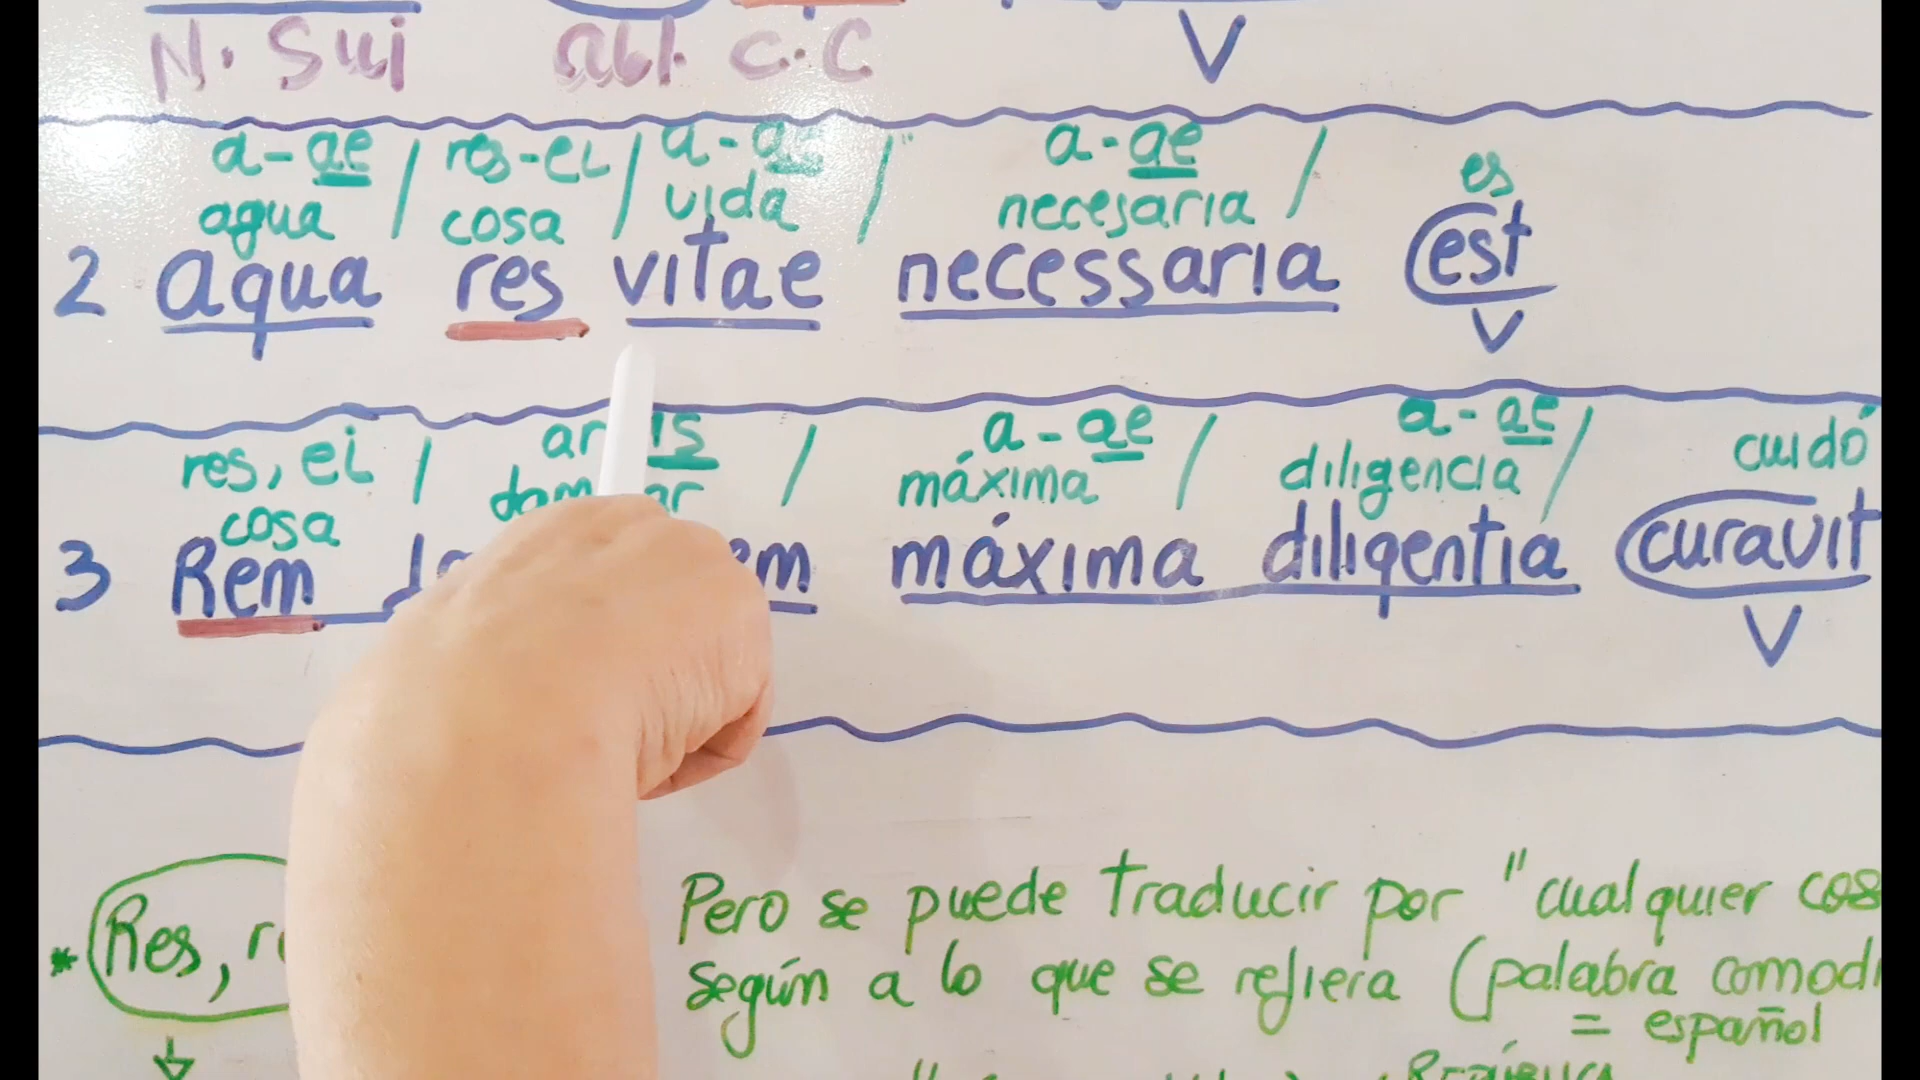 N. Suj abl. C.C V
a-ae / res-ei / a-ae / a-ae / es
agua cosa vida necesaria
2 aqua res vitae necessaria est
V
res, ei / is / a-ae / a-ae / cuidó
cosa máxima diligencia
3 Rem máxima diligentia curavit
V
Pero se puede traducir por "cualquier
* Res,
según a lo que se refiera (palabra
= español